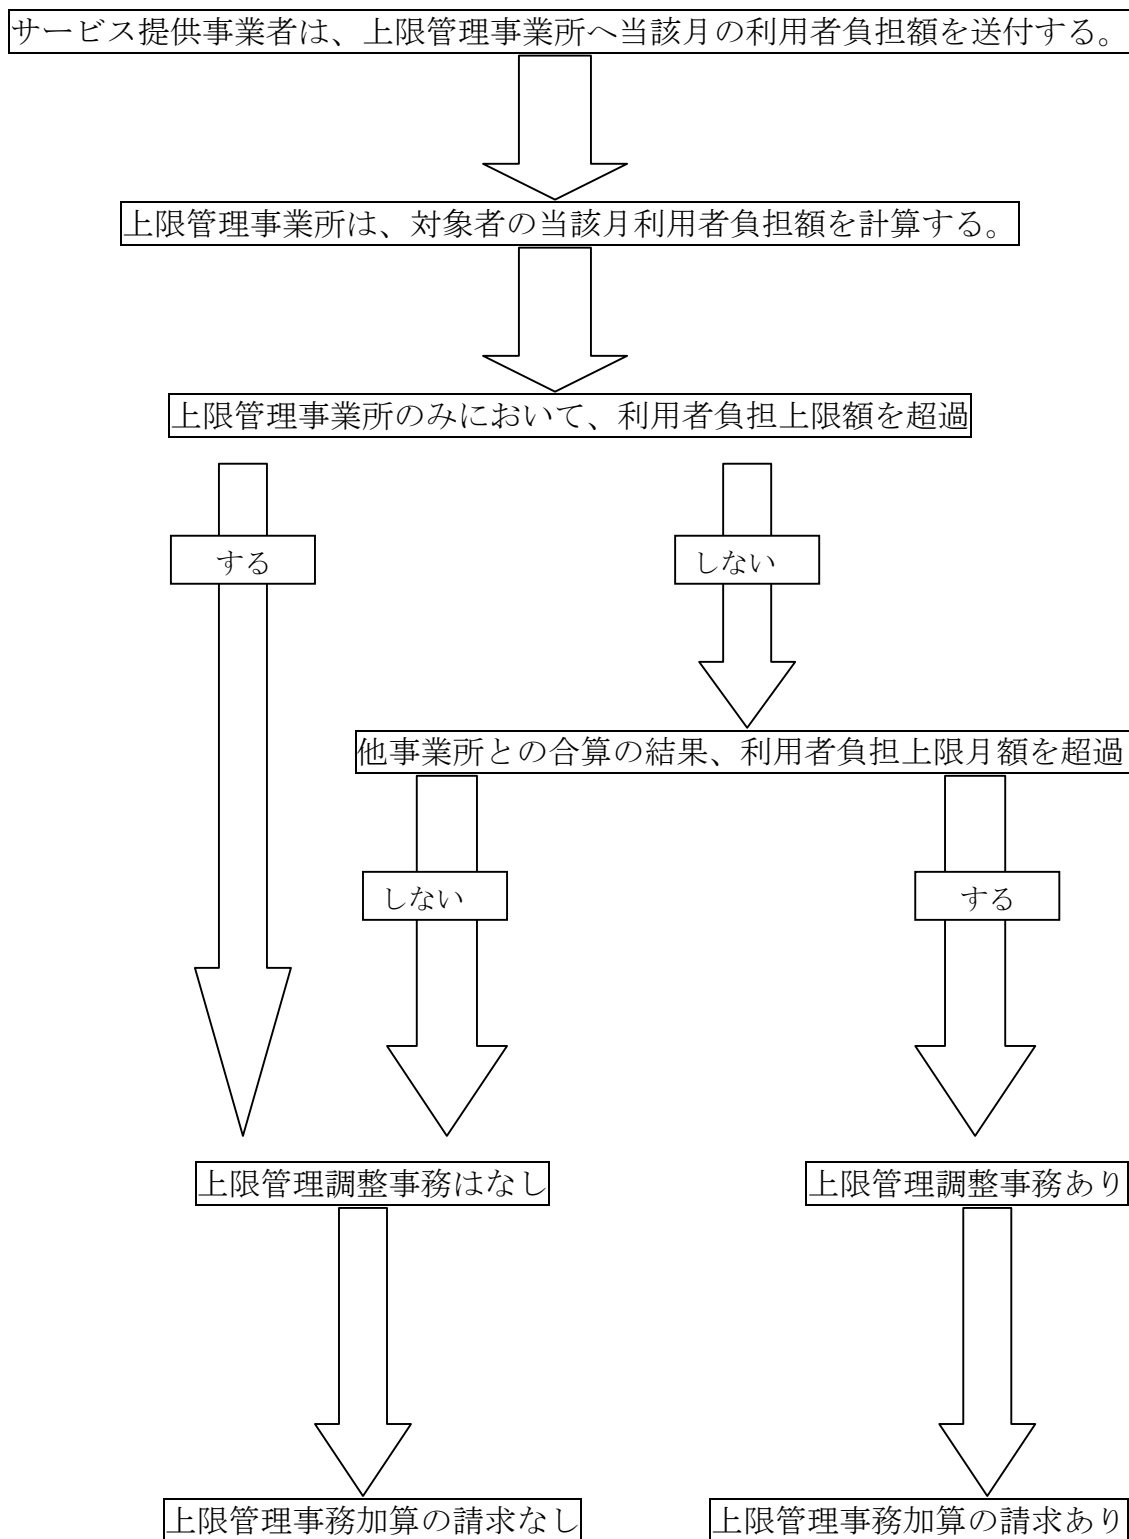 サービス提供事業者は、上限管理事業所へ当該月の利用者負担額を送付する。
上限管理事業所は、対象者の当該月利用者負担額を計算する。
上限管理事業所のみにおいて、利用者負担上限額を超過
する
しない
他事業所との合算の結果、利用者負担上限月額を超過
しない
する
上限管理調整事務はなし
上限管理調整事務あり
上限管理事務加算の請求なし
上限管理事務加算の請求あり